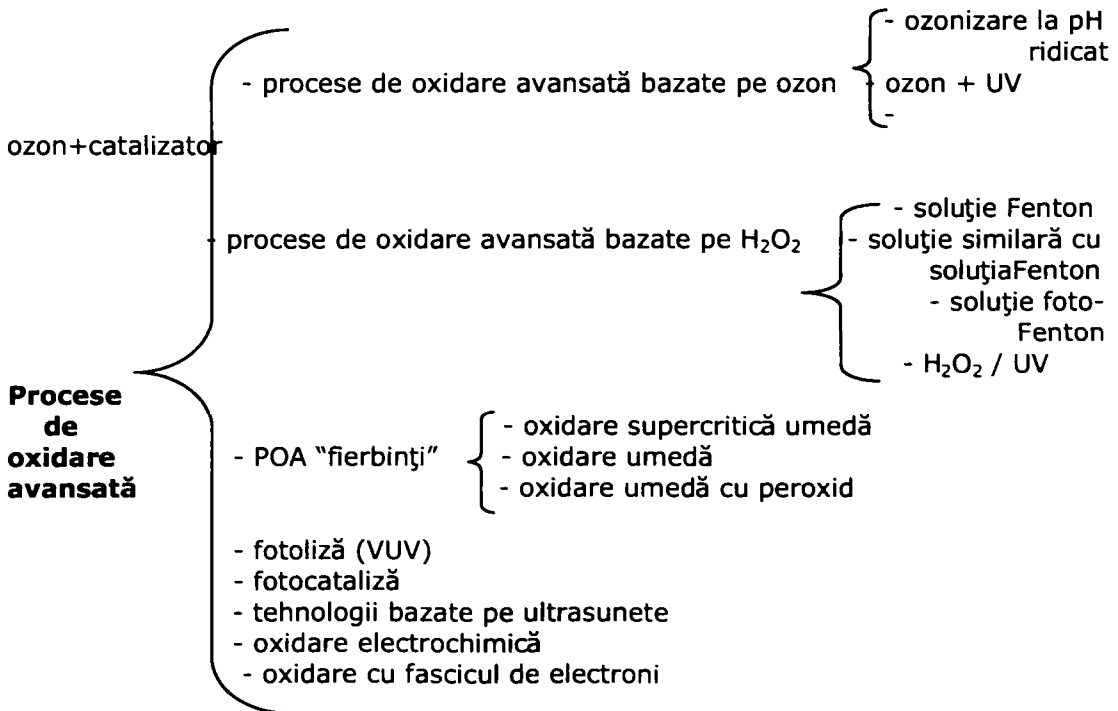 - ozonizare la pH
ridicat
- procese de oxidare avansată bazate pe ozon
- ozon + UV
-
ozon+catalizator
- procese de oxidare avansată bazate pe H₂O₂
- soluţie Fenton
- soluţie similară cu
soluţiaFenton
- soluţie foto-
Fenton
- H₂O₂ / UV
Procese
de
oxidare
avansată
- POA "fierbinţi"
- oxidare supercritică umedă
- oxidare umedă
- oxidare umedă cu peroxid
- fotoliză (VUV)
- fotocataliză
- tehnologii bazate pe ultrasunete
- oxidare electrochimică
- oxidare cu fascicul de electroni